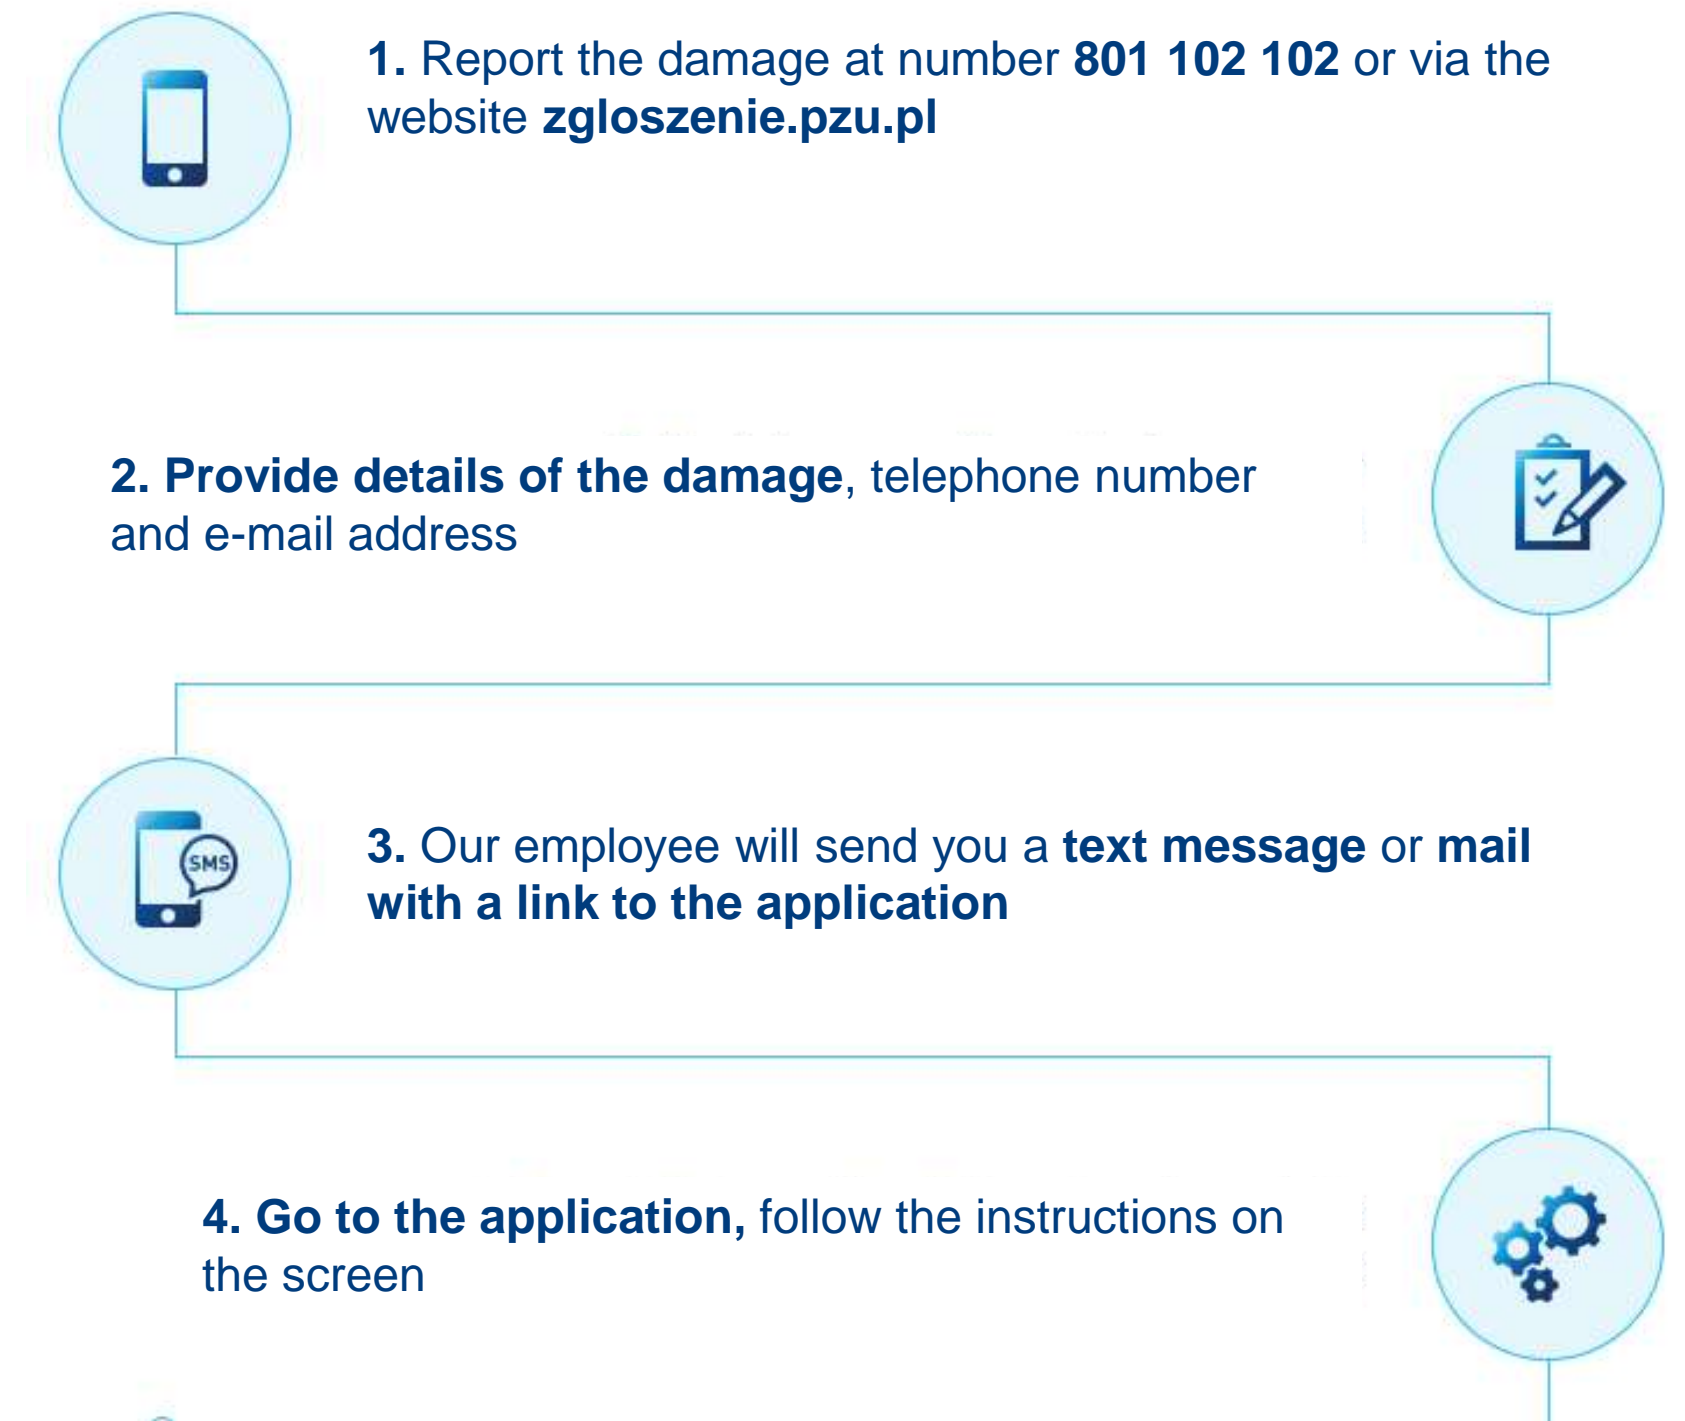 1. Report the damage at number 801 102 102 or via the
website zgloszenie.pzu.pl
2. Provide details of the damage, telephone number
and e-mail address
SMS
3. Our employee will send you a text message or mail
with a link to the application
4. Go to the application, follow the instructions on
the screen